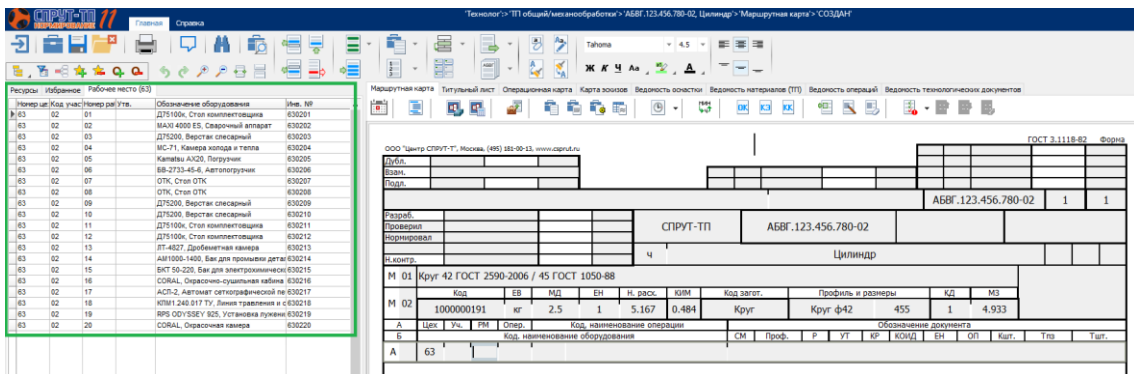 СПРУТ-ТП 11
НОРМИРОВАНИЕ
Главная Справка
'Технолог'> 'ТП общий/механообработки'> 'АБВГ.123.456.780-02, Цилиндр'> 'Маршрутная карта'> 'СОЗДАН'
Tahoma 4.5
Ж К Ч Aa А
Ресурсы Избранное Рабочее место (63)
Маршрутная карта Титульный лист Операционная карта Карта эскизов Ведомость оснастки Ведомость материалов (ТП) Ведомость операций Ведомость технологических документов
ОК КЭ КК
Номер це Код учас Номер ра Утв. Обозначение оборудования Инв. №
63 02 01 Д75100к, Стол комплектовщика 630201
63 02 02 MAXI 4000 ES, Сварочный аппарат 630202
63 02 03 Д75200, Верстак слесарный 630203
63 02 04 МС-71, Камера холода и тепла 630204
63 02 05 Kamatsu AX20, Погрузчик 630205
63 02 06 БВ-2733-45-6, Автопогрузчик 630206
63 02 07 ОТК, Стол ОТК 630207
63 02 08 ОТК, Стол ОТК 630208
63 02 09 Д75200, Верстак слесарный 630209
63 02 10 Д75200, Верстак слесарный 630210
63 02 11 Д75100к, Стол комплектовщика 630211
63 02 12 Д75100к, Стол комплектовщика 630212
63 02 13 ЛТ-4827, Дробеметная камера 630213
63 02 14 АМ1000-1400, Бак для промывки детал 630214
63 02 15 БКТ 50-220, Бак для электрохимическо 630215
63 02 16 CORAL, Окрасочно-сушильная кабина 630216
63 02 17 АСП-2, Автомат сеткографической пе 630217
63 02 18 КПМ1.240.017 ТУ, Линия травления и с 630218
63 02 19 RPS ODYSSEY 925, Установка лужени 630219
63 02 20 CORAL, Окрасочная камера 630220
ГОСТ 3.1118-82 Форма
ООО "Центр СПРУТ-Т", Москва, (495) 181-00-13, www.csprut.ru
Дубл.
Взам.
Подл.
АБВГ.123.456.780-02 1 1
Разраб.
Проверил СПРУТ-ТП АБВГ.123.456.780-02
Нормировал
Ч Цилиндр
Н.контр.
М 01 Круг 42 ГОСТ 2590-2006 / 45 ГОСТ 1050-88
Код ЕВ МД ЕН Н. расх. КИМ Код загот. Профиль и размеры КД МЗ
М 02 1000000191 кг 2.5 1 5.167 0.484 Круг Круг ф42 455 1 4.933
А Цех Уч. РМ Опер. Код, наименование операции Обозначение документа
Б Код, наименование оборудования СМ Проф. Р УТ КР КОИД ЕН ОП Кшт. Тпз Тшт.
А 63